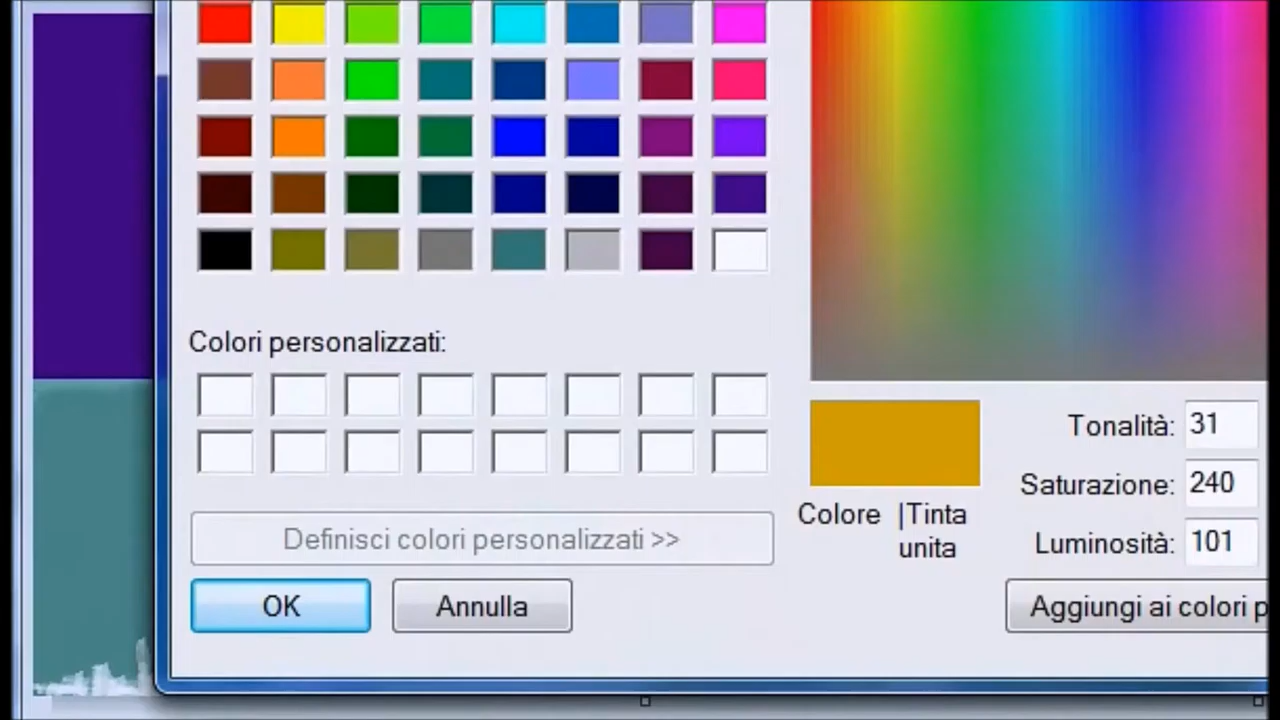 Colori personalizzati:
Tonalità: 31
Saturazione: 240
Colore |Tinta
unita
Luminosità: 101
Definisci colori personalizzati >>
OK
Annulla
Aggiungi ai colori p